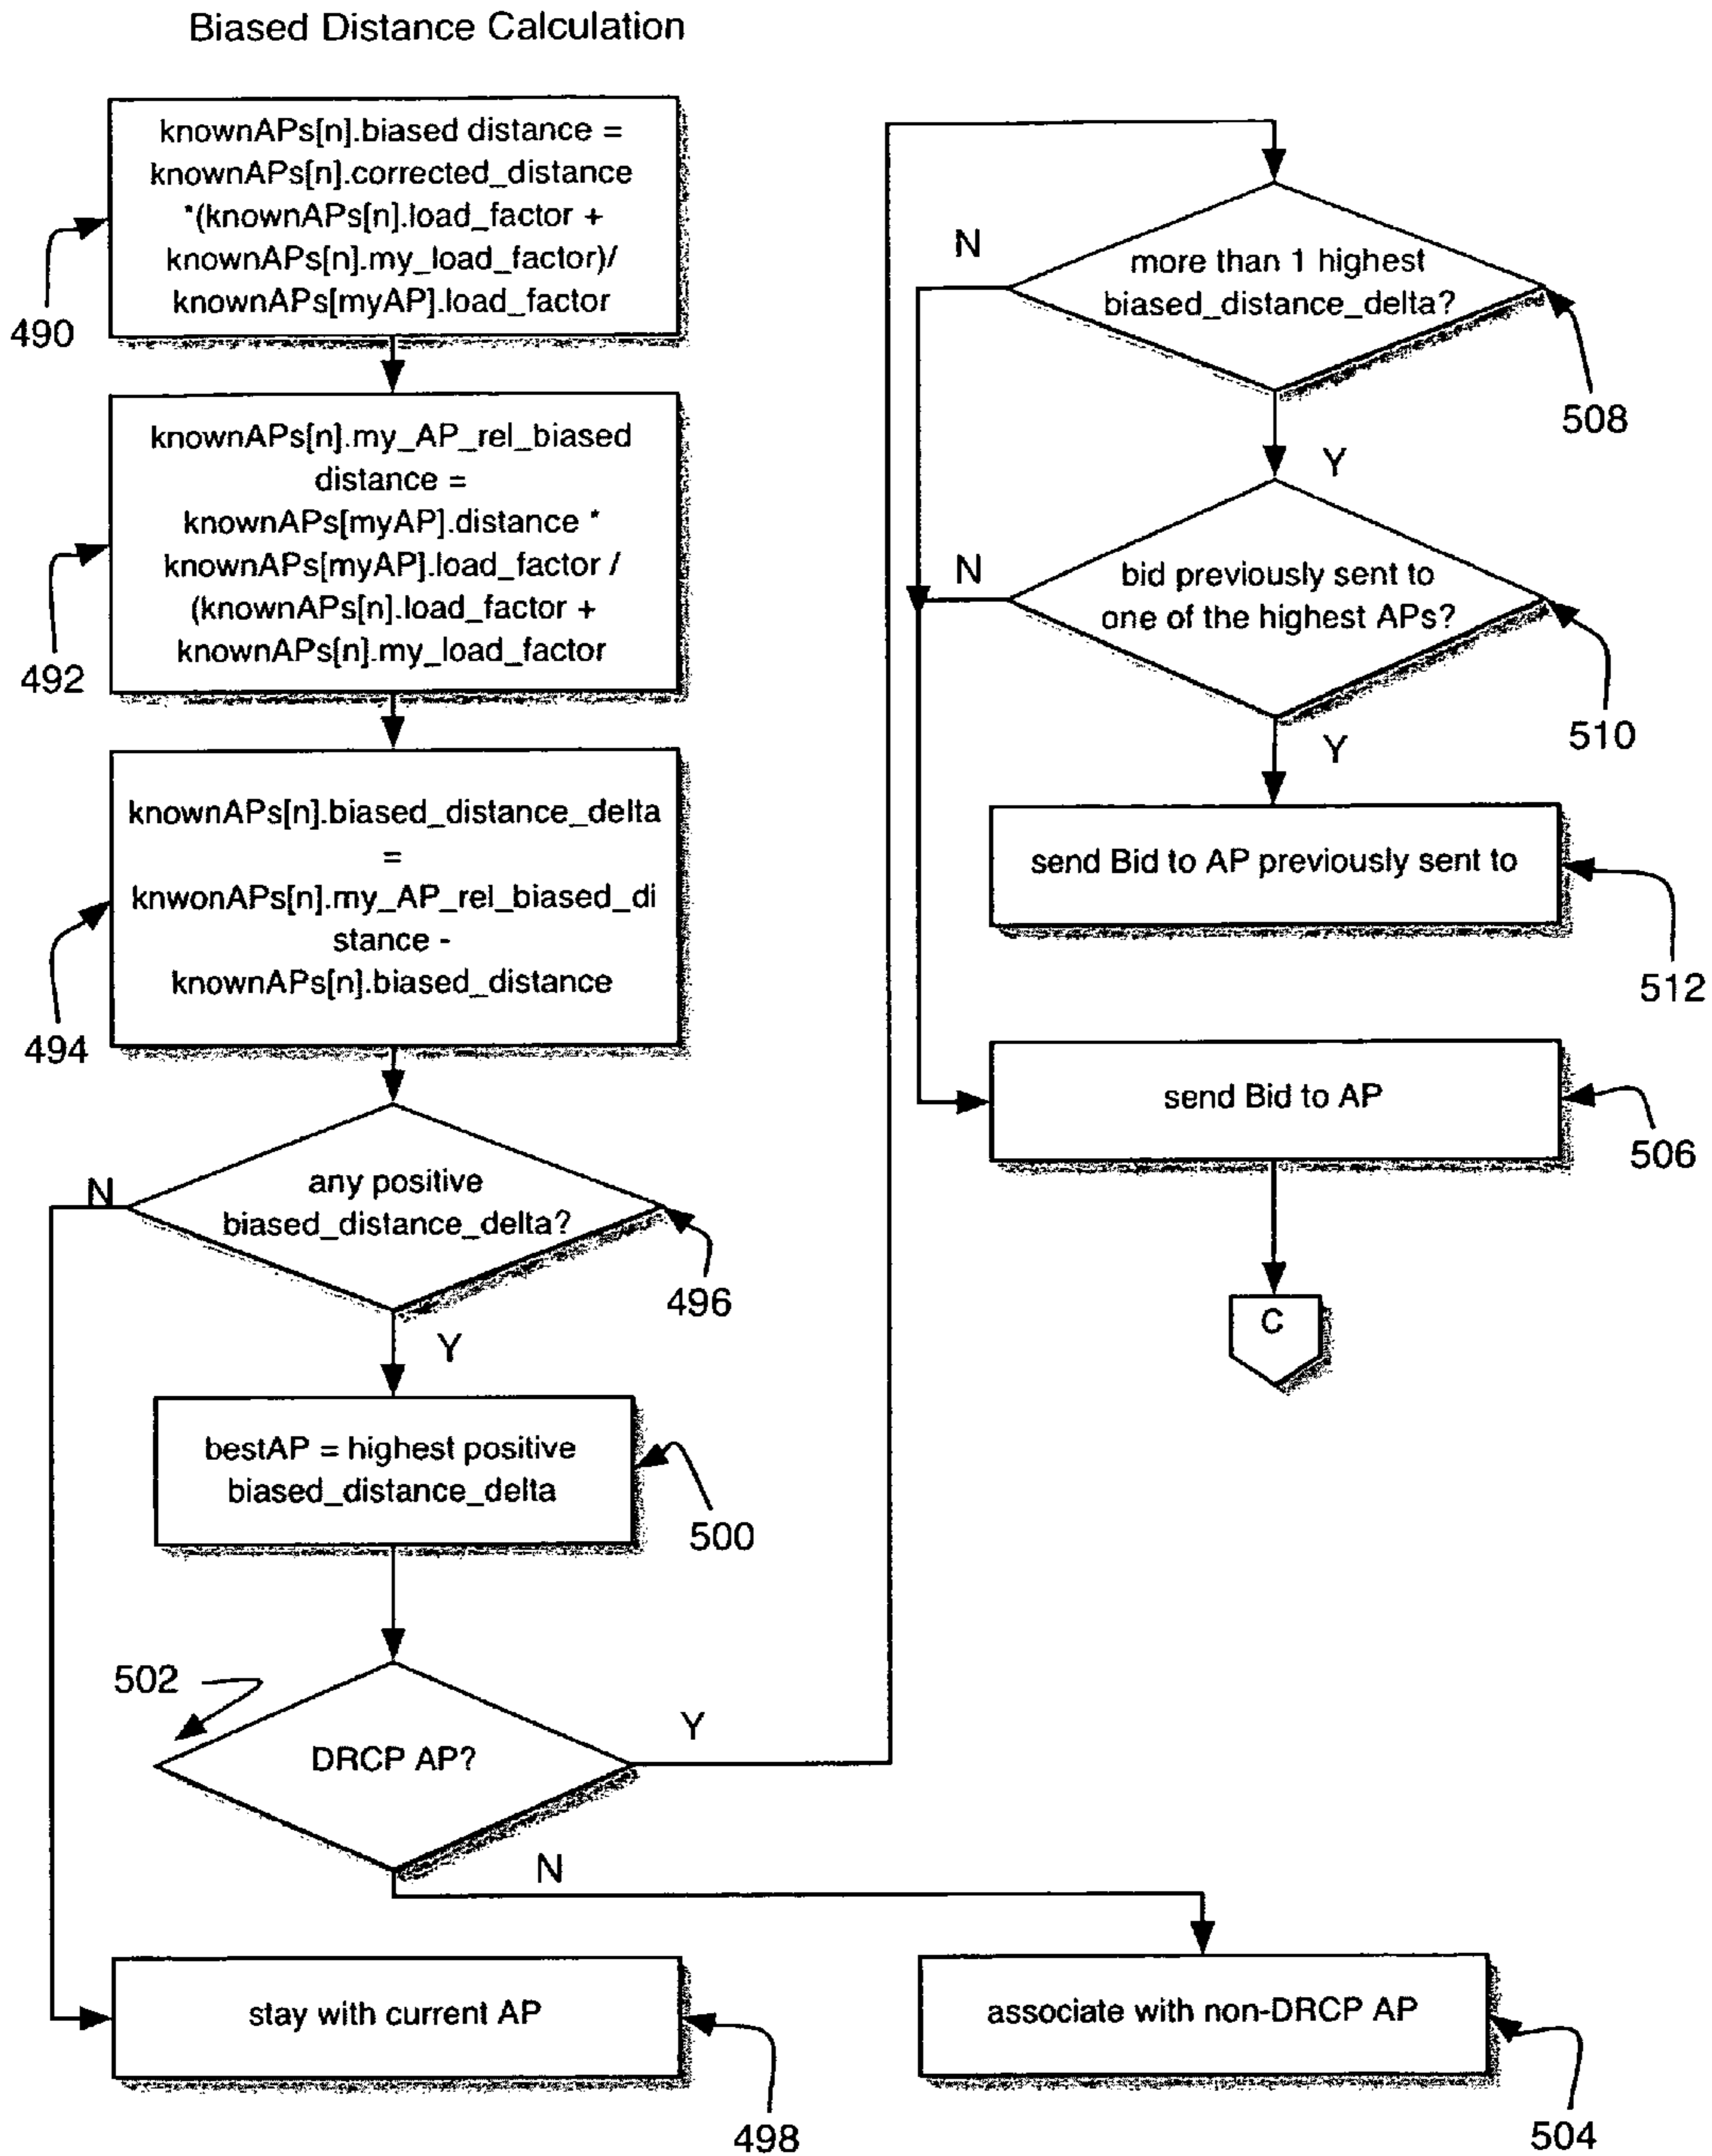 Biased Distance Calculation
knownAPs[n].biased distance =
knownAPs[n].corrected_distance
*(knownAPs[n].load_factor +
knownAPs[n].my_load_factor)/
knownAPs[myAP].load_factor
490
knownAPs[n].my_AP_rel_biased
distance =
knownAPs[myAP].distance *
knownAPs[myAP].load_factor /
(knownAPs[n].load_factor +
knownAPs[n].my_load_factor
492
knownAPs[n].biased_distance_delta
=
knwonAPs[n].my_AP_rel_biased_di
stance -
knownAPs[n].biased_distance
494
any positive
biased_distance_delta?
N
496
Y
bestAP = highest positive
biased_distance_delta
500
502
DRCP AP?
Y
N
stay with current AP
498
more than 1 highest
biased_distance_delta?
N
508
Y
bid previously sent to
one of the highest APs?
N
510
Y
send Bid to AP previously sent to
512
send Bid to AP
506
C
associate with non-DRCP AP
504